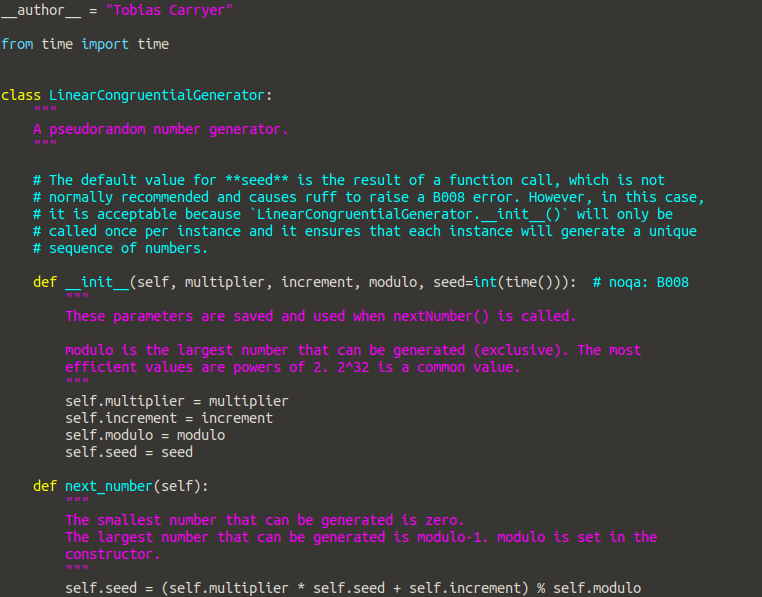 __author__ = "Tobias Carryer"

from time import time


class LinearCongruentialGenerator:
    """
    A pseudorandom number generator.
    """

    # The default value for **seed** is the result of a function call, which is not
    # normally recommended and causes ruff to raise a B008 error. However, in this case,
    # it is acceptable because `LinearCongruentialGenerator.__init__()` will only be
    # called once per instance and it ensures that each instance will generate a unique
    # sequence of numbers.

    def __init__(self, multiplier, increment, modulo, seed=int(time())):  # noqa: B008
        """
        These parameters are saved and used when nextNumber() is called.

        modulo is the largest number that can be generated (exclusive). The most
        efficient values are powers of 2. 2^32 is a common value.
        """
        self.multiplier = multiplier
        self.increment = increment
        self.modulo = modulo
        self.seed = seed

    def next_number(self):
        """
        The smallest number that can be generated is zero.
        The largest number that can be generated is modulo-1. modulo is set in the
        constructor.
        """
        self.seed = (self.multiplier * self.seed + self.increment) % self.modulo